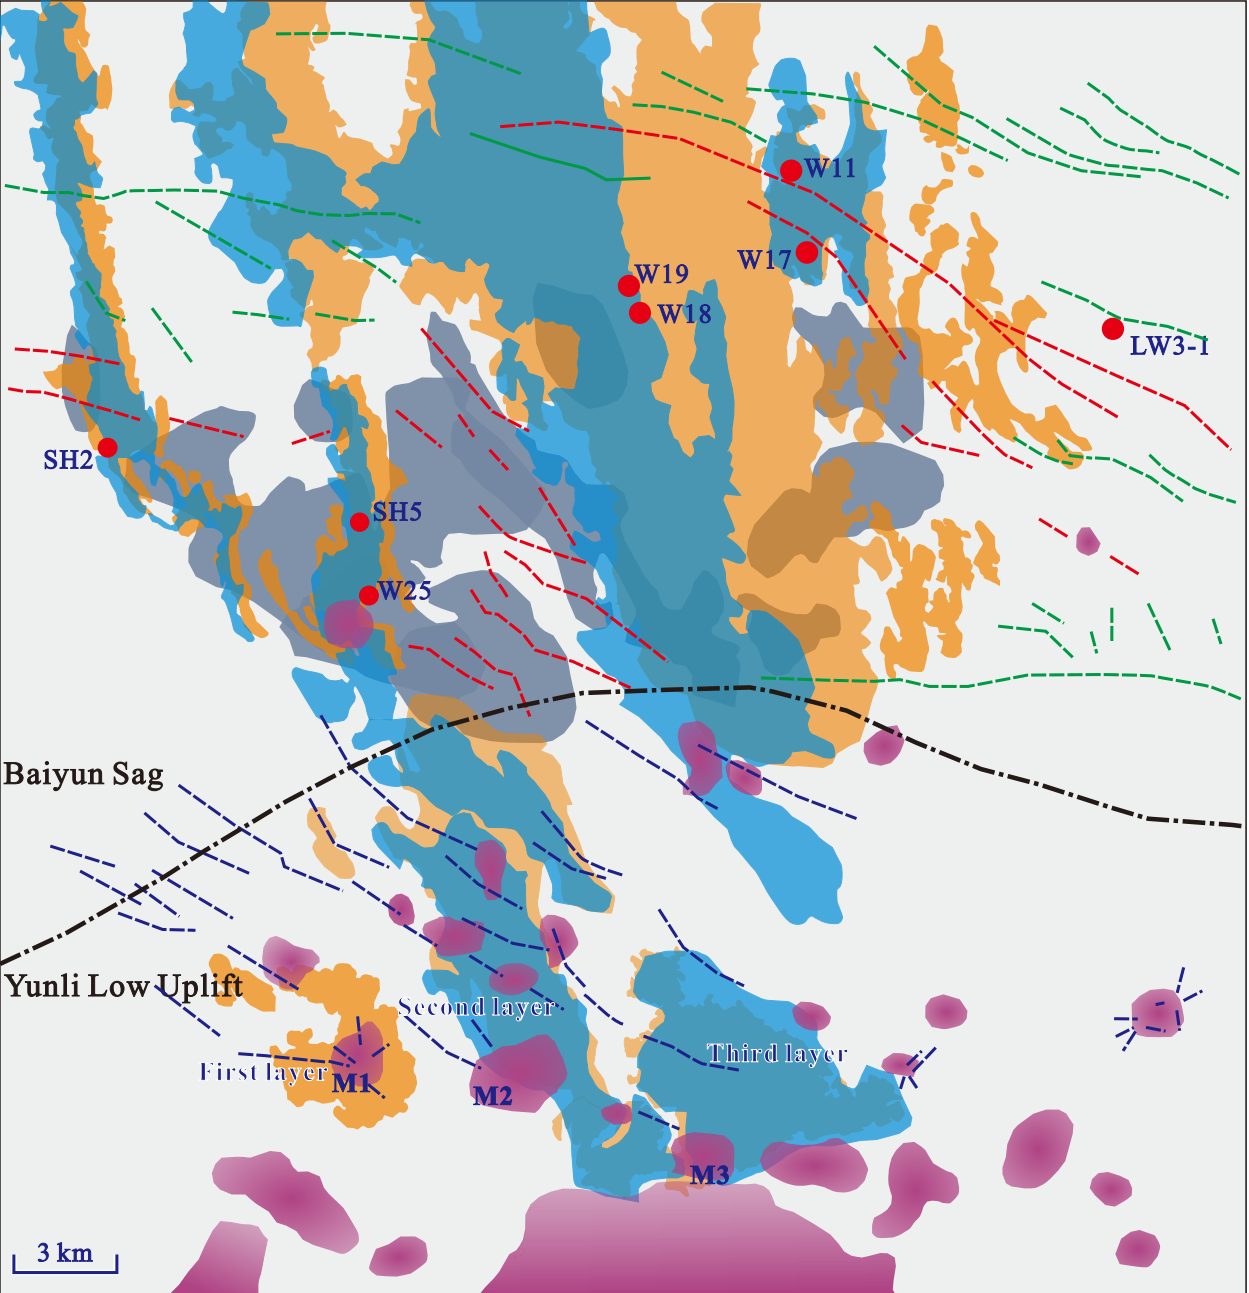 W11
W17
W19
W18
LW3-1
SH2
SH5
W25
Baiyun Sag
Yunli Low Uplift
Second layer
Third layer
First layer
M1
M2
M3
3 km